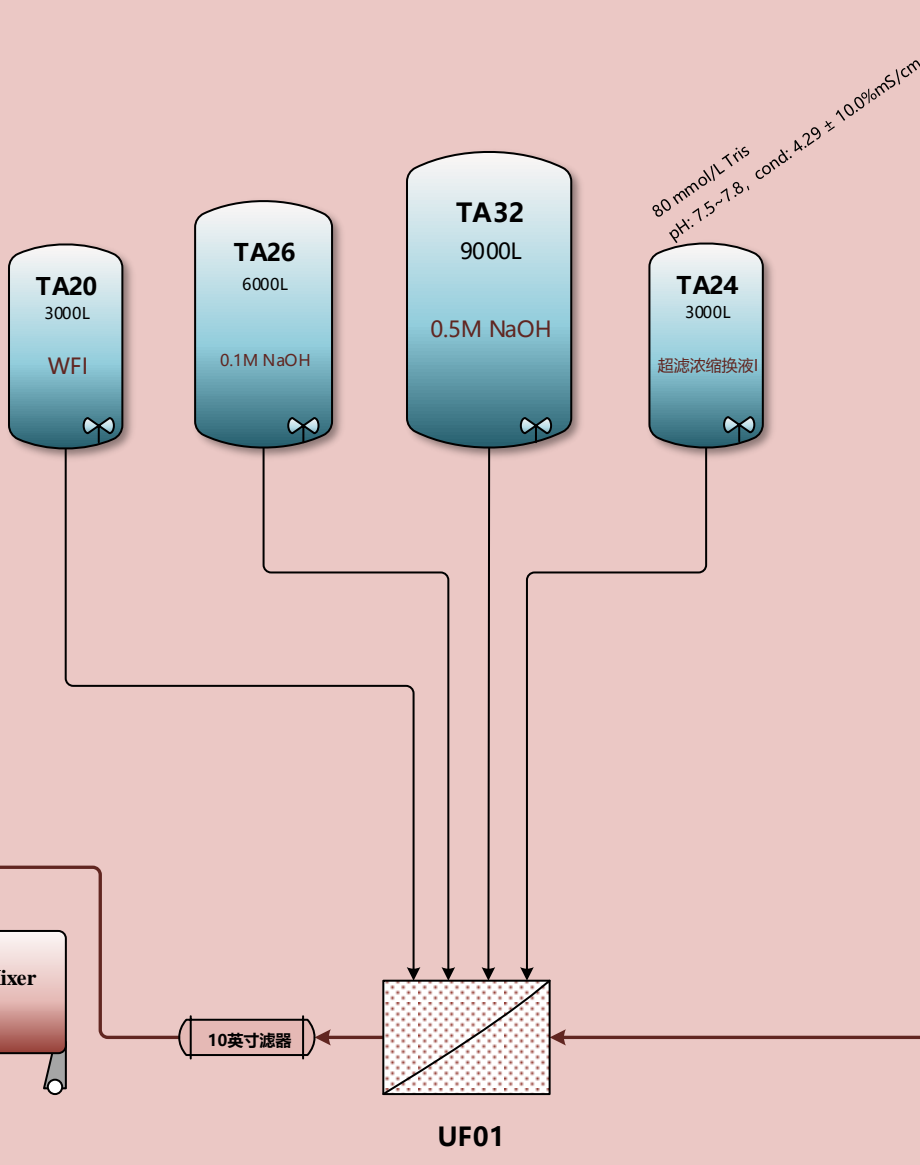 80 mmol/L Tris
pH: 7.5~7.8，cond: 4.29 ± 10.0%mS/cm
TA20
3000L
WFI
TA26
6000L
0.1M NaOH
TA32
9000L
0.5M NaOH
TA24
3000L
超滤浓缩换液I
ixer
10英寸滤器
UF01